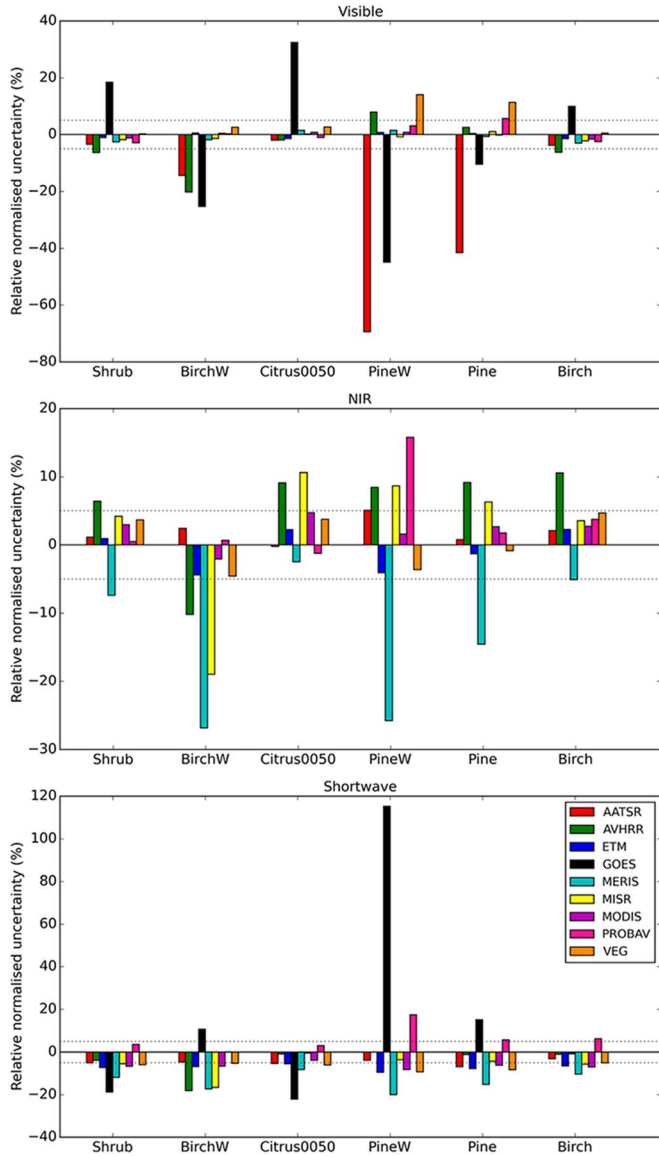 Visible
Relative normalised uncertainty (%)
40
20
0
−20
−40
−60
−80
Shrub BirchW Citrus0050 PineW Pine Birch
NIR
Relative normalised uncertainty (%)
20
10
0
−10
−20
−30
Shrub BirchW Citrus0050 PineW Pine Birch
Shortwave
Relative normalised uncertainty (%)
120
100
80
60
40
20
0
−20
−40
AATSR
AVHRR
ETM
GOES
MERIS
MISR
MODIS
PROBAV
VEG
Shrub BirchW Citrus0050 PineW Pine Birch